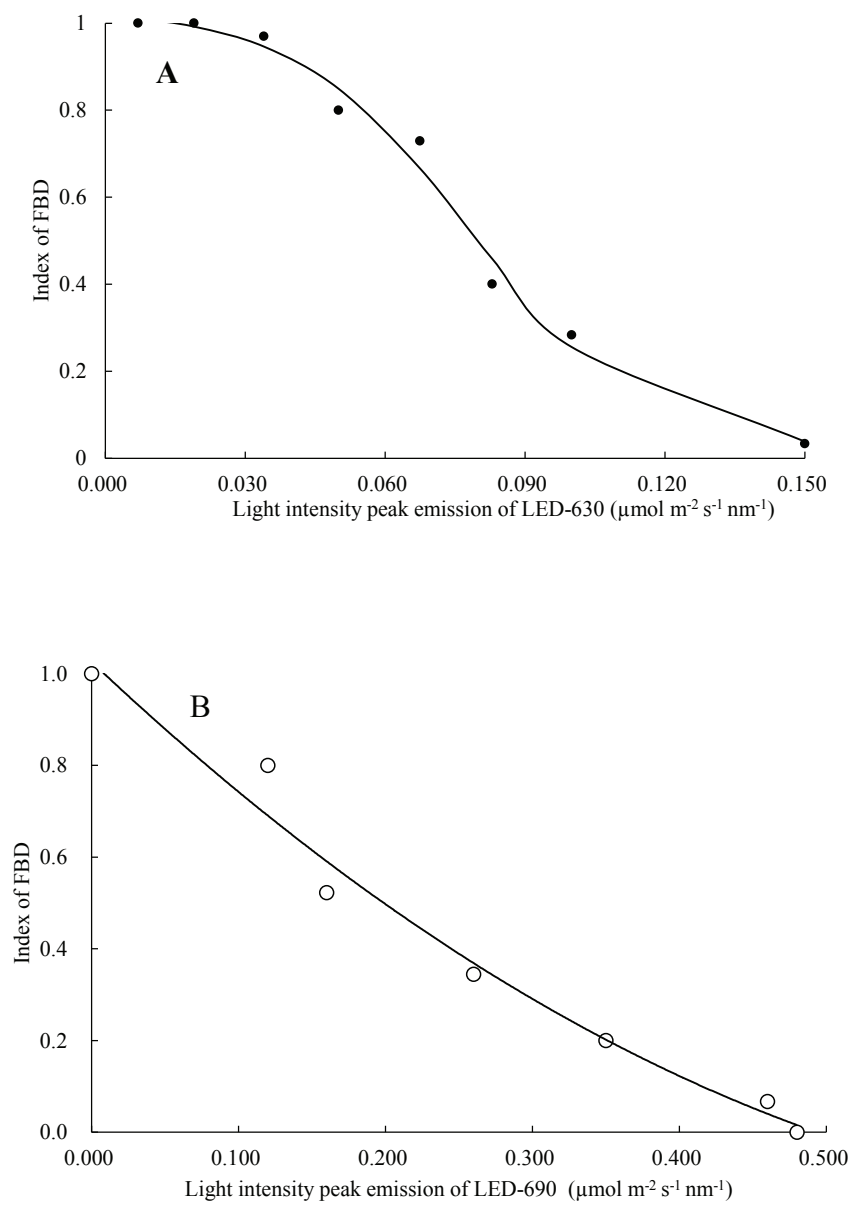 1
A
0.8
0.6
Index of FBD
0.4
0.2
0
0.000 0.030 0.060 0.090 0.120 0.150
Light intensity peak emission of LED-630 (µmol m⁻² s⁻¹ nm⁻¹)
1.0
B
0.8
0.6
Index of FBD
0.4
0.2
0.0
0.000 0.100 0.200 0.300 0.400 0.500
Light intensity peak emission of LED-690 (µmol m⁻² s⁻¹ nm⁻¹)